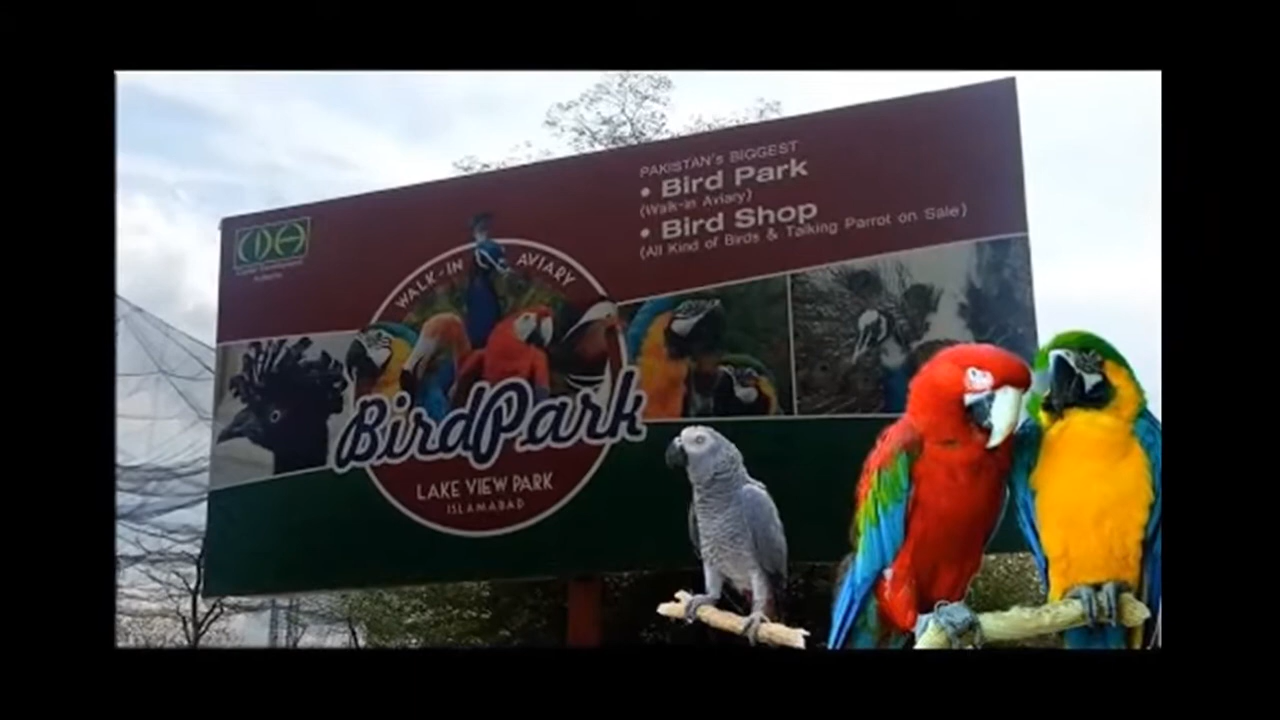 PAKISTAN's BIGGEST
• Bird Park
(Walk-in Aviary)
• Bird Shop
(All Kind of Birds & Talking Parrot on Sale)
WALK-IN AVIARY
BirdPark
LAKE VIEW PARK
ISLAMABAD